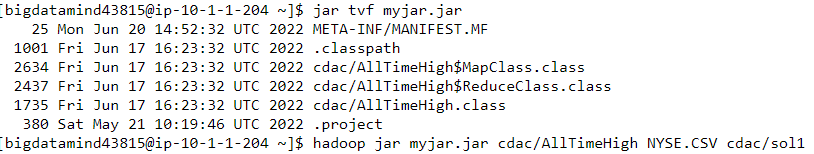 [bigdatamind43815@ip-10-1-1-204 ~]$ jar tvf myjar.jar
25 Mon Jun 20 14:52:32 UTC 2022 META-INF/MANIFEST.MF
1001 Fri Jun 17 16:23:32 UTC 2022 .classpath
2634 Fri Jun 17 16:23:32 UTC 2022 cdac/AllTimeHigh$MapClass.class
2437 Fri Jun 17 16:23:32 UTC 2022 cdac/AllTimeHigh$ReduceClass.class
1735 Fri Jun 17 16:23:32 UTC 2022 cdac/AllTimeHigh.class
380 Sat May 21 10:19:46 UTC 2022 .project
[bigdatamind43815@ip-10-1-1-204 ~]$ hadoop jar myjar.jar cdac/AllTimeHigh NYSE.CSV cdac/sol1